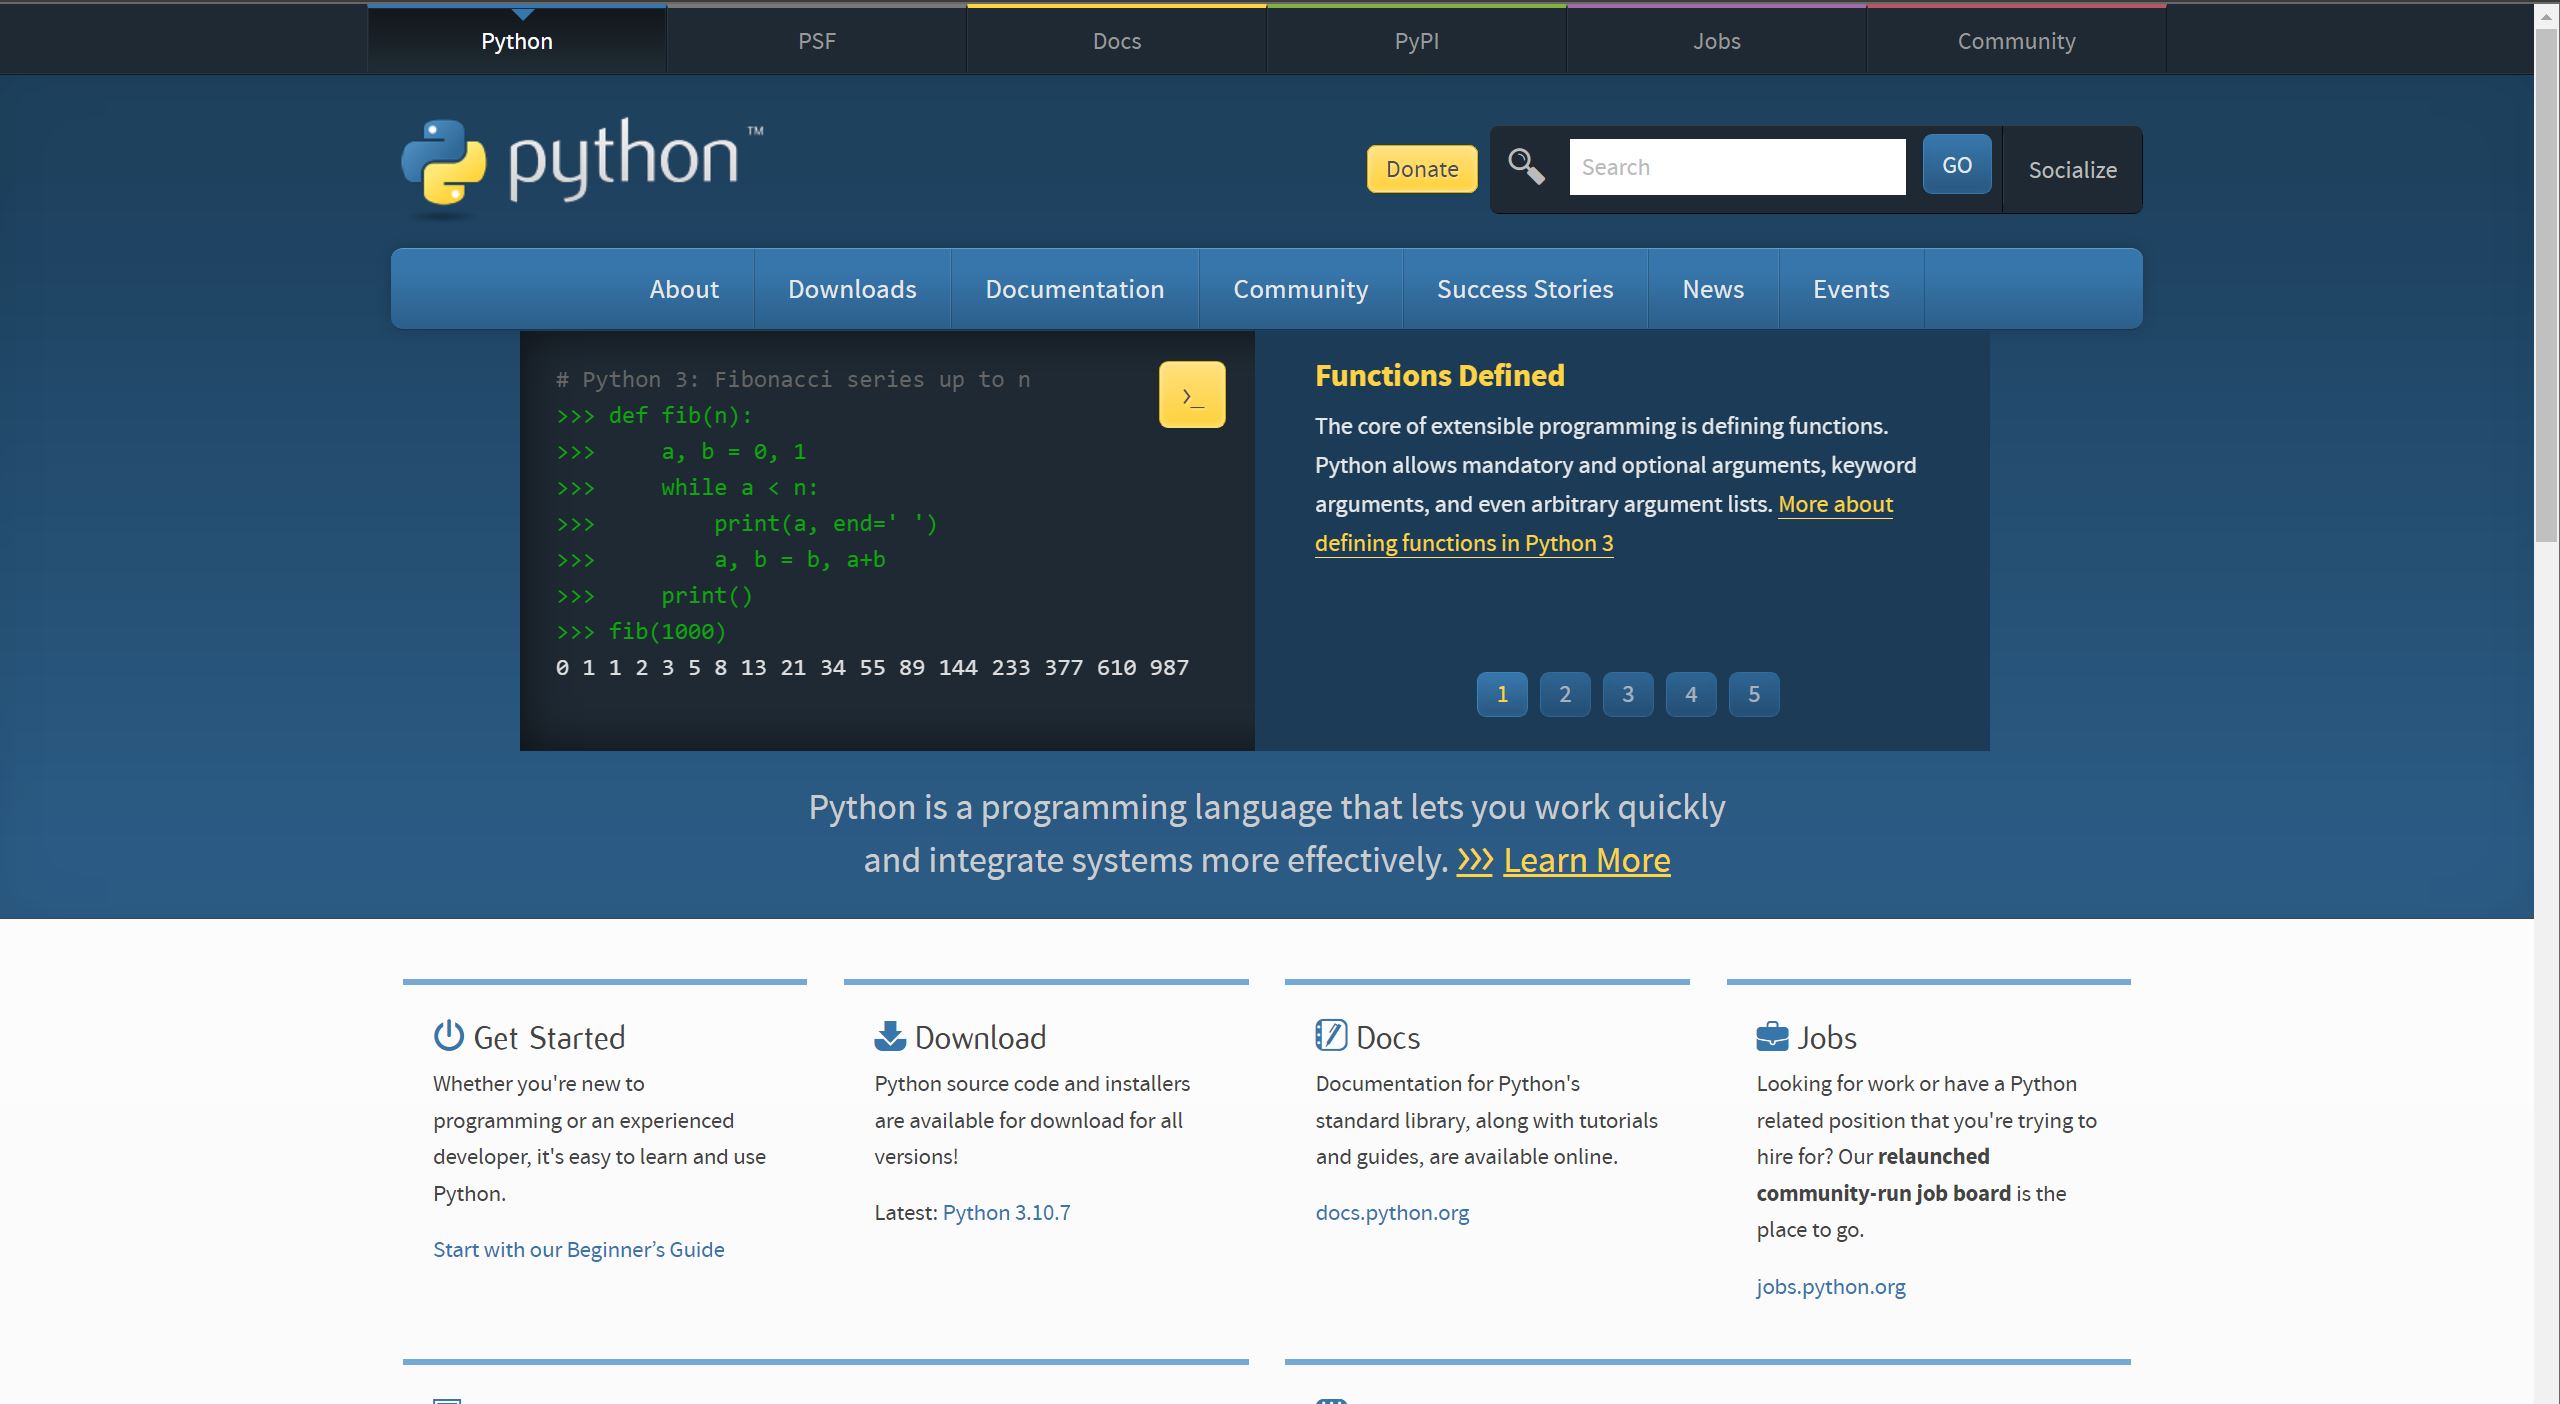 Python
PSF
Docs
PyPI
Jobs
Community
python™
Donate
Search
GO
Socialize
About
Downloads
Documentation
Community
Success Stories
News
Events
# Python 3: Fibonacci series up to n
>>> def fib(n):
>>>     a, b = 0, 1
>>>     while a < n:
>>>         print(a, end=' ')
>>>         a, b = b, a+b
>>>     print()
>>> fib(1000)
0 1 1 2 3 5 8 13 21 34 55 89 144 233 377 610 987
>_
Functions Defined
The core of extensible programming is defining functions.
Python allows mandatory and optional arguments, keyword
arguments, and even arbitrary argument lists. More about
defining functions in Python 3
1 2 3 4 5
Python is a programming language that lets you work quickly
and integrate systems more effectively. >>> Learn More
Get Started
Whether you're new to
programming or an experienced
developer, it's easy to learn and use
Python.
Start with our Beginner’s Guide
Download
Python source code and installers
are available for download for all
versions!
Latest: Python 3.10.7
Docs
Documentation for Python's
standard library, along with tutorials
and guides, are available online.
docs.python.org
Jobs
Looking for work or have a Python
related position that you're trying to
hire for? Our relaunched
community-run job board is the
place to go.
jobs.python.org